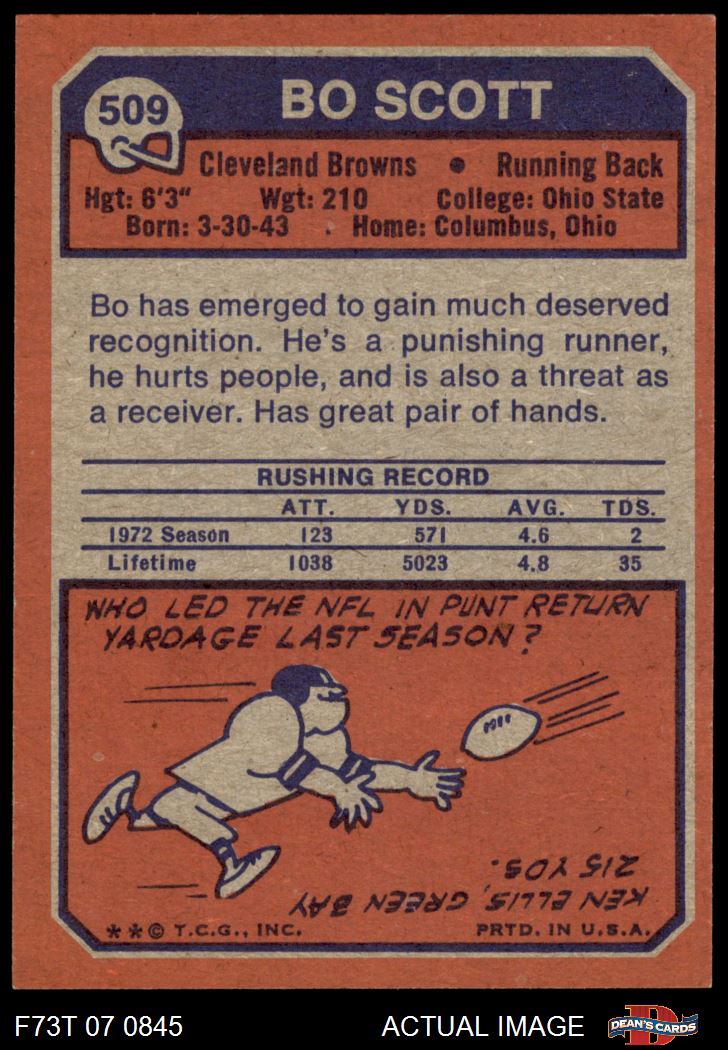 509
BO SCOTT
Cleveland Browns • Running Back
Hgt: 6'3" Wgt: 210 College: Ohio State
Born: 3-30-43 . Home: Columbus, Ohio
Bo has emerged to gain much deserved
recognition. He's a punishing runner,
he hurts people, and is also a threat as
a receiver. Has great pair of hands.
RUSHING RECORD
ATT. YDS. AVG. TDS.
1972 Season 123 571 4.6 2
Lifetime 1038 5023 4.8 35
WHO LED THE NFL IN PUNT RETURN
YARDAGE LAST SEASON?
KEN ELLIS, GREEN BAY
215 YDS.
**© T.C.G., INC. PRTD. IN U.S.A.
F73T 07 0845 ACTUAL IMAGE
D
DEAN'S CARDS